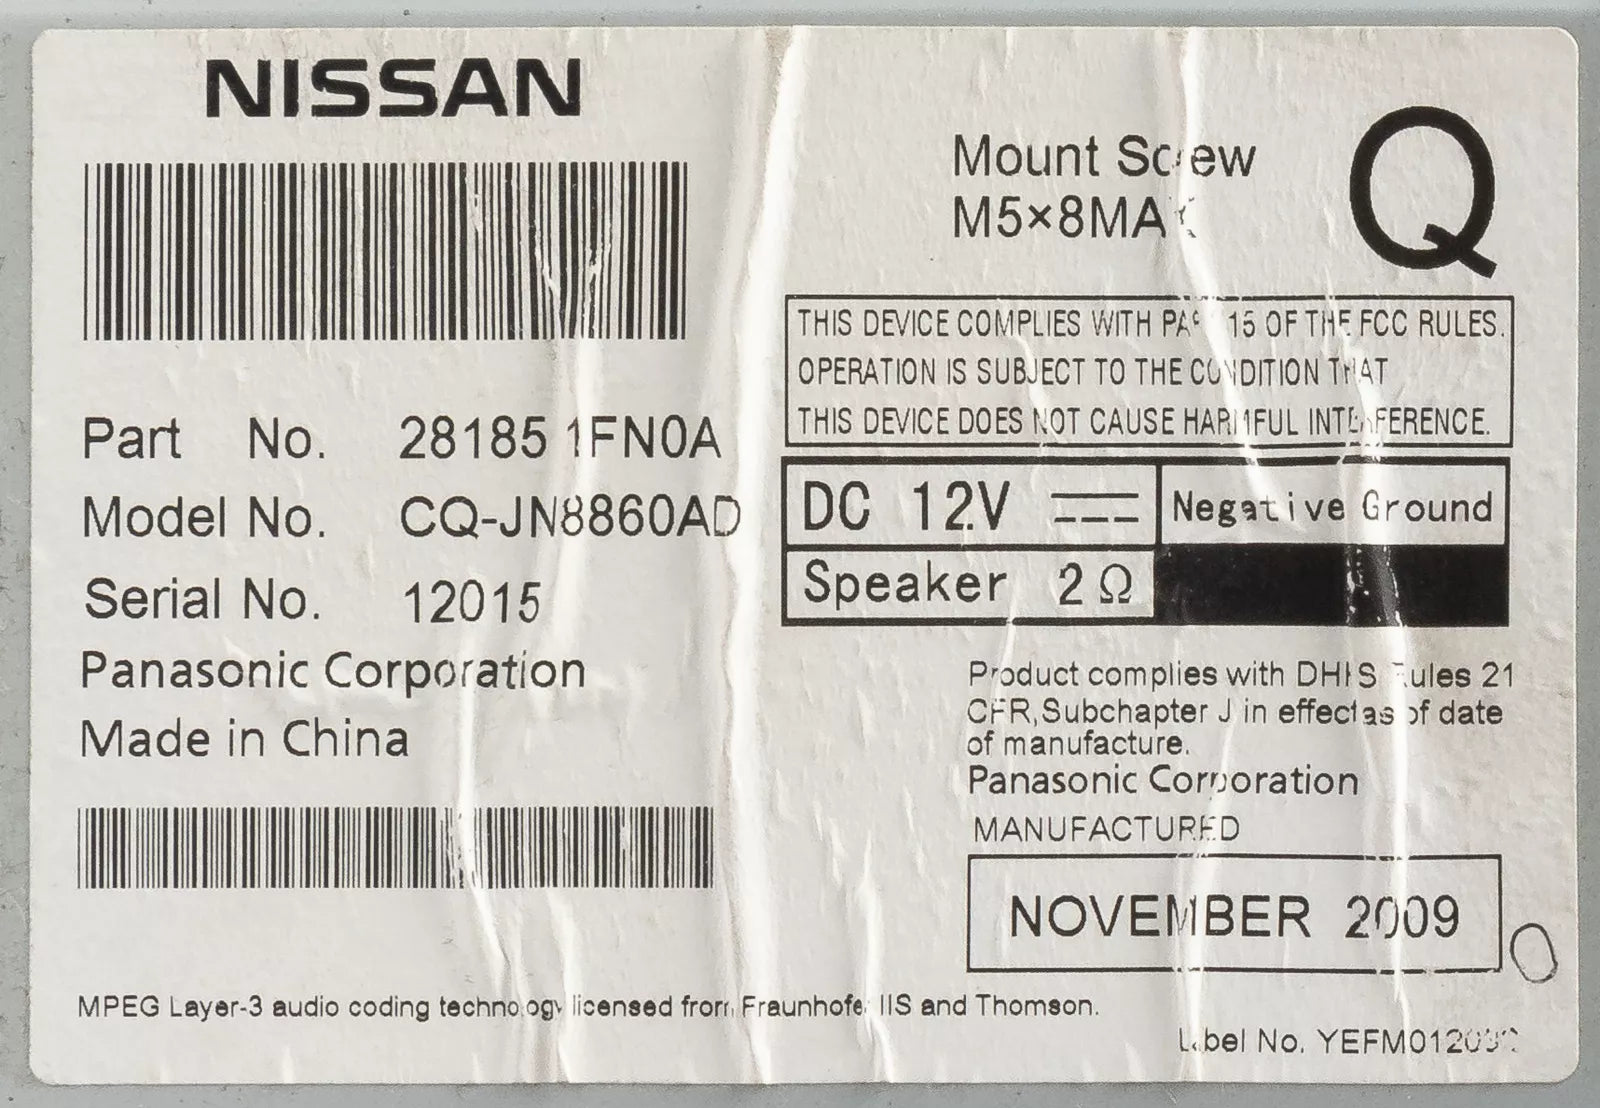 NISSAN
Part No. 28185 1FN0A
Model No. CQ-JN8860AD
Serial No. 12015
Panasonic Corporation
Made in China
Mount Screw
M5×8MAX
Q
THIS DEVICE COMPLIES WITH PART 15 OF THE FCC RULES.
OPERATION IS SUBJECT TO THE CONDITION THAT
THIS DEVICE DOES NOT CAUSE HARMFUL INTERFERENCE.
DC 12V Negative Ground
Speaker 2Ω
Product complies with DHHS Rules 21
CFR,Subchapter J in effect as of date
of manufacture.
Panasonic Corporation
MANUFACTURED
NOVEMBER 2009
MPEG Layer-3 audio coding technology licensed from Fraunhofer IIS and Thomson.
Label No.